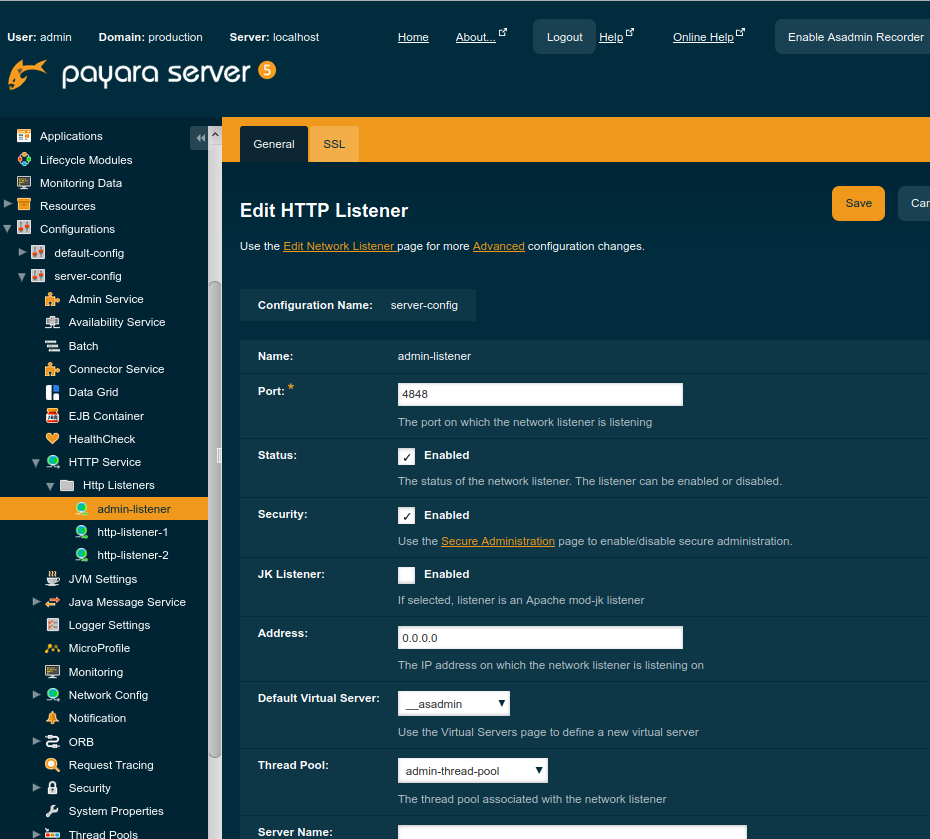 User: admin Domain: production Server: localhost Home About... Logout Help Online Help Enable Asadmin Recorder
payara server 5
Applications
Lifecycle Modules
Monitoring Data
Resources
Configurations
default-config
server-config
Admin Service
Availability Service
Batch
Connector Service
Data Grid
EJB Container
HealthCheck
HTTP Service
Http Listeners
admin-listener
http-listener-1
http-listener-2
JVM Settings
Java Message Service
Logger Settings
MicroProfile
Monitoring
Network Config
Notification
ORB
Request Tracing
Security
System Properties
Thread Pools
General SSL
Edit HTTP Listener Save Can
Use the Edit Network Listener page for more Advanced configuration changes.
Configuration Name: server-config
Name: admin-listener
Port: * 4848
The port on which the network listener is listening
Status: Enabled
The status of the network listener. The listener can be enabled or disabled.
Security: Enabled
Use the Secure Administration page to enable/disable secure administration.
JK Listener: Enabled
If selected, listener is an Apache mod-jk listener
Address: 0.0.0.0
The IP address on which the network listener is listening on
Default Virtual Server: __asadmin
Use the Virtual Servers page to define a new virtual server
Thread Pool: admin-thread-pool
The thread pool associated with the network listener
Server Name: